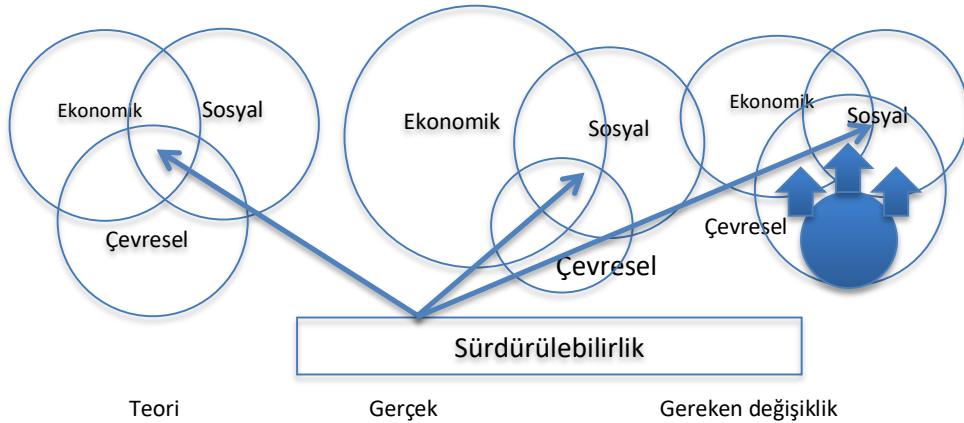 Ekonomik
Sosyal
Çevresel
Ekonomik
Sosyal
Çevresel
Ekonomik
Sosyal
Çevresel
Sürdürülebilirlik
Teori
Gerçek
Gereken değişiklik